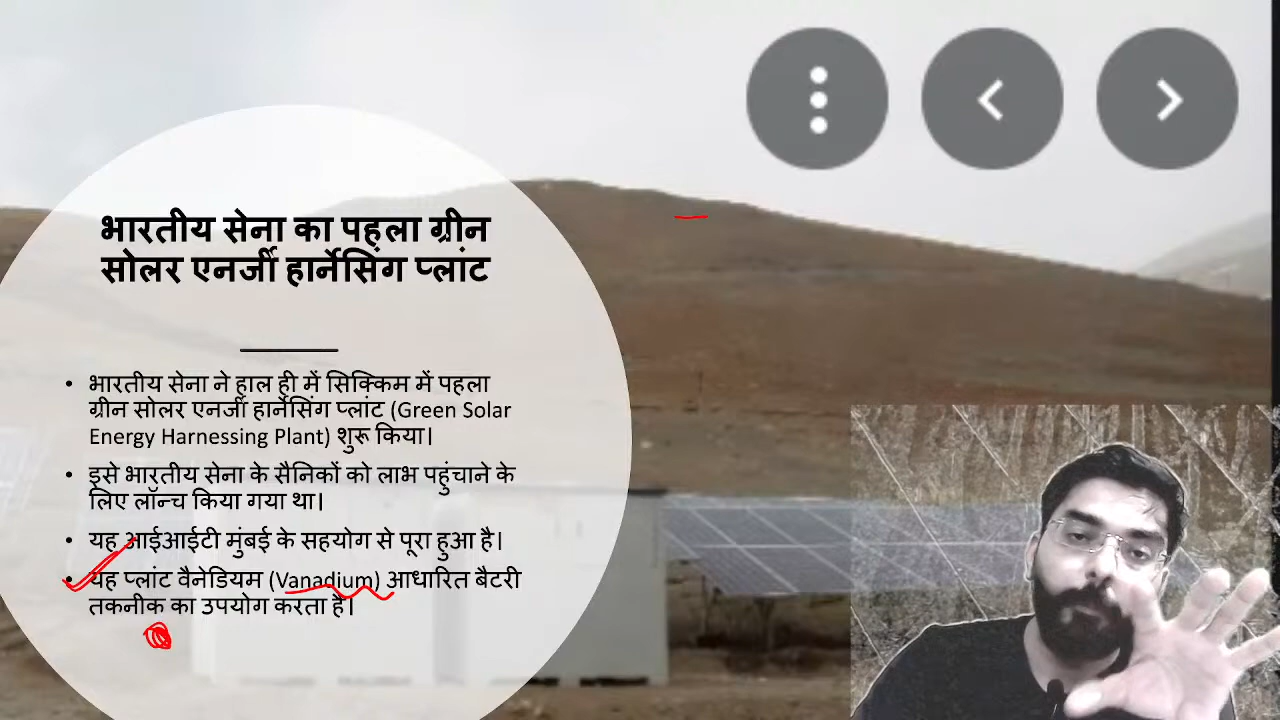 भारतीय सेना का पहला ग्रीन
सोलर एनर्जी हार्नेसिंग प्लांट
• भारतीय सेना ने हाल ही में सिक्किम में पहला
ग्रीन सोलर एनर्जी हार्नेसिंग प्लांट (Green Solar
Energy Harnessing Plant) शुरू किया।
• इसे भारतीय सेना के सैनिकों को लाभ पहुंचाने के
लिए लॉन्च किया गया था।
• यह आईआईटी मुंबई के सहयोग से पूरा हुआ है।
• यह प्लांट वैनेडियम (Vanadium) आधारित बैटरी
तकनीक का उपयोग करता है।